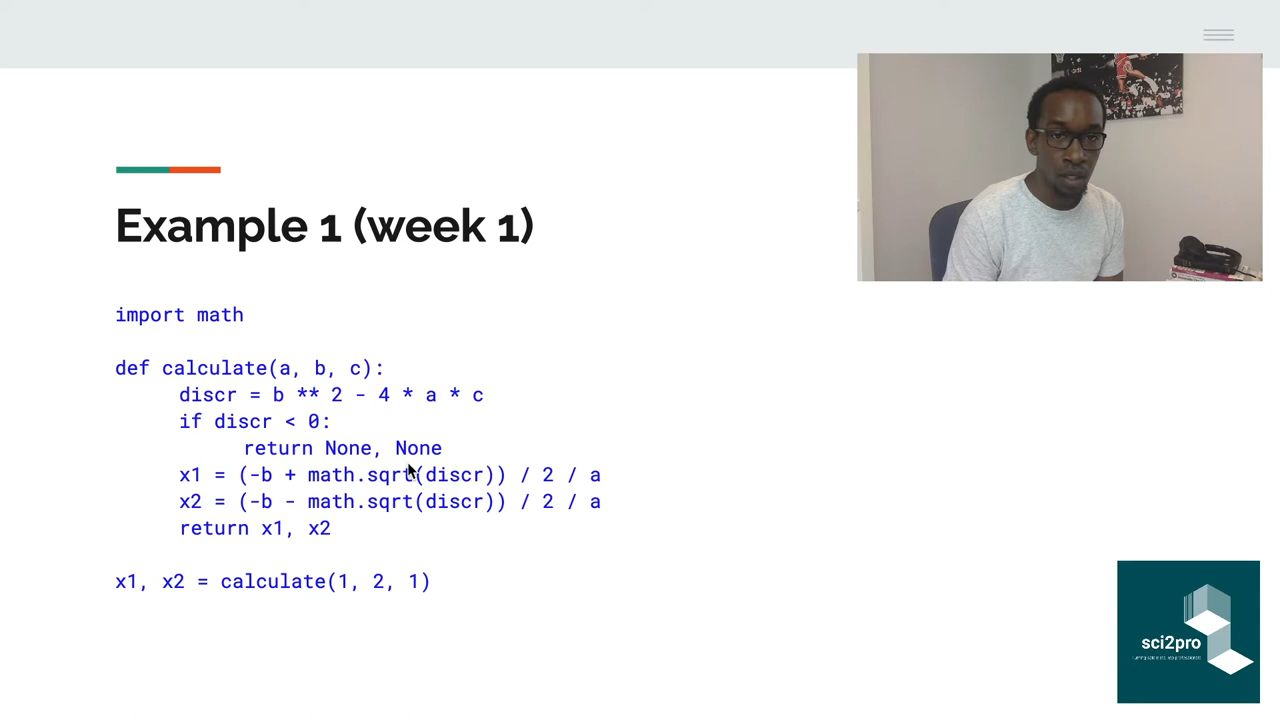 Example 1 (week 1)
import math
def calculate(a, b, c):
discr = b ** 2 - 4 * a * c
if discr < 0:
return None, None
x1 = (-b + math.sqrt(discr)) / 2 / a
x2 = (-b - math.sqrt(discr)) / 2 / a
return x1, x2
x1, x2 = calculate(1, 2, 1)
sci2pro